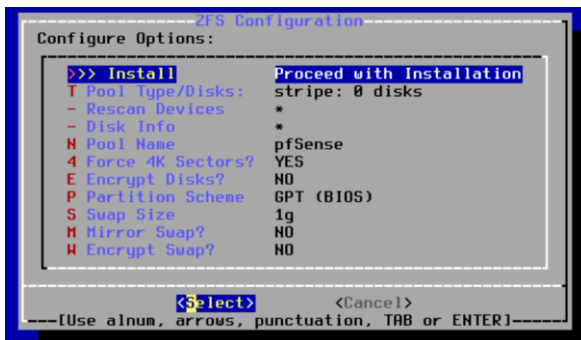 ZFS Configuration
Configure Options:
>>> Install Proceed with Installation
T Pool Type/Disks: stripe: 0 disks
- Rescan Devices *
- Disk Info *
N Pool Name pfSense
4 Force 4K Sectors? YES
E Encrypt Disks? NO
P Partition Scheme GPT (BIOS)
S Swap Size 1g
M Mirror Swap? NO
W Encrypt Swap? NO
<Select> <Cancel>
[Use alnum, arrows, punctuation, TAB or ENTER]